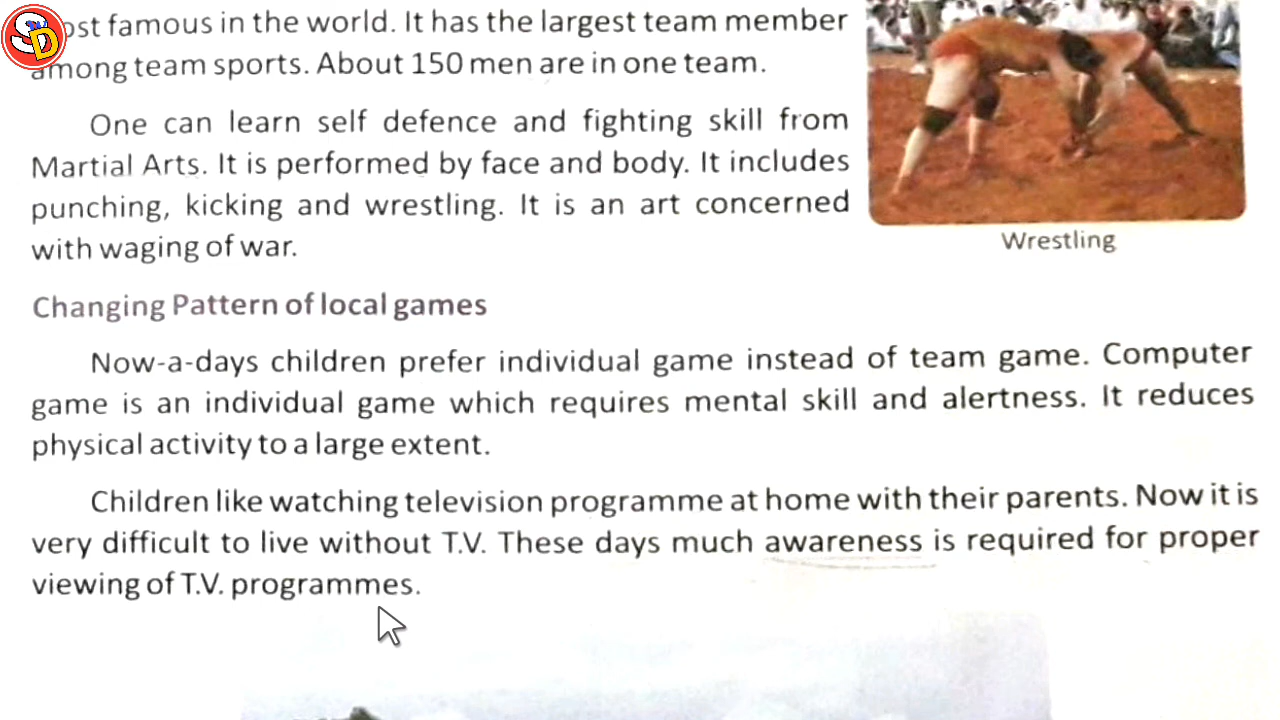 SD
ost famous in the world. It has the largest team member
among team sports. About 150 men are in one team.
One can learn self defence and fighting skill from
Martial Arts. It is performed by face and body. It includes
punching, kicking and wrestling. It is an art concerned
with waging of war.
Wrestling
Changing Pattern of local games
Now-a-days children prefer individual game instead of team game. Computer
game is an individual game which requires mental skill and alertness. It reduces
physical activity to a large extent.
Children like watching television programme at home with their parents. Now it is
very difficult to live without T.V. These days much awareness is required for proper
viewing of T.V. programmes.